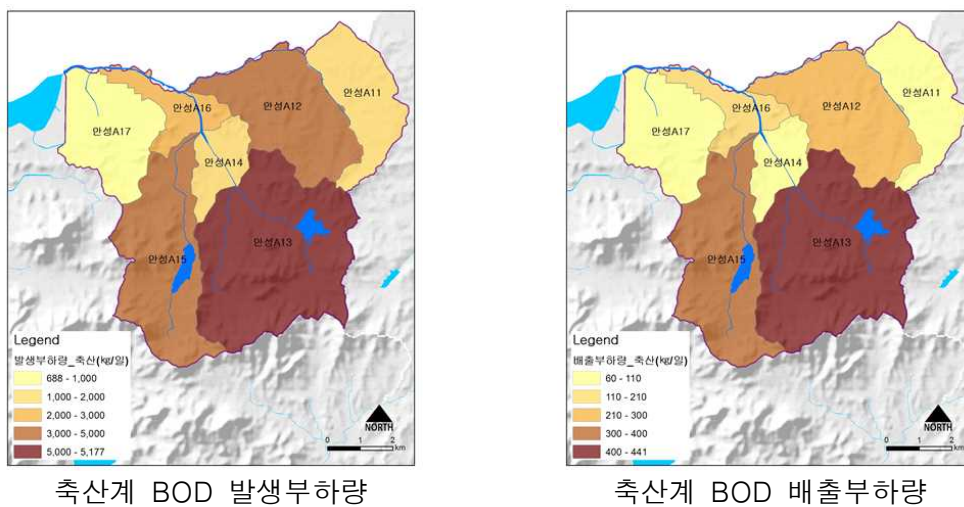 안성A11
안성A12
안성A16
안성A17
안성A14
안성A13
안성A15
Legend
발생부하량_축산(kg/일)
688 - 1,000
1,000 - 2,000
2,000 - 3,000
3,000 - 5,000
5,000 - 5,177
NORTH
0 1 2
km
축산계 BOD 발생부하량
안성A11
안성A12
안성A16
안성A17
안성A14
안성A13
안성A15
Legend
배출부하량_축산(kg/일)
60 - 110
110 - 210
210 - 300
300 - 400
400 - 441
NORTH
0 1 2
km
축산계 BOD 배출부하량